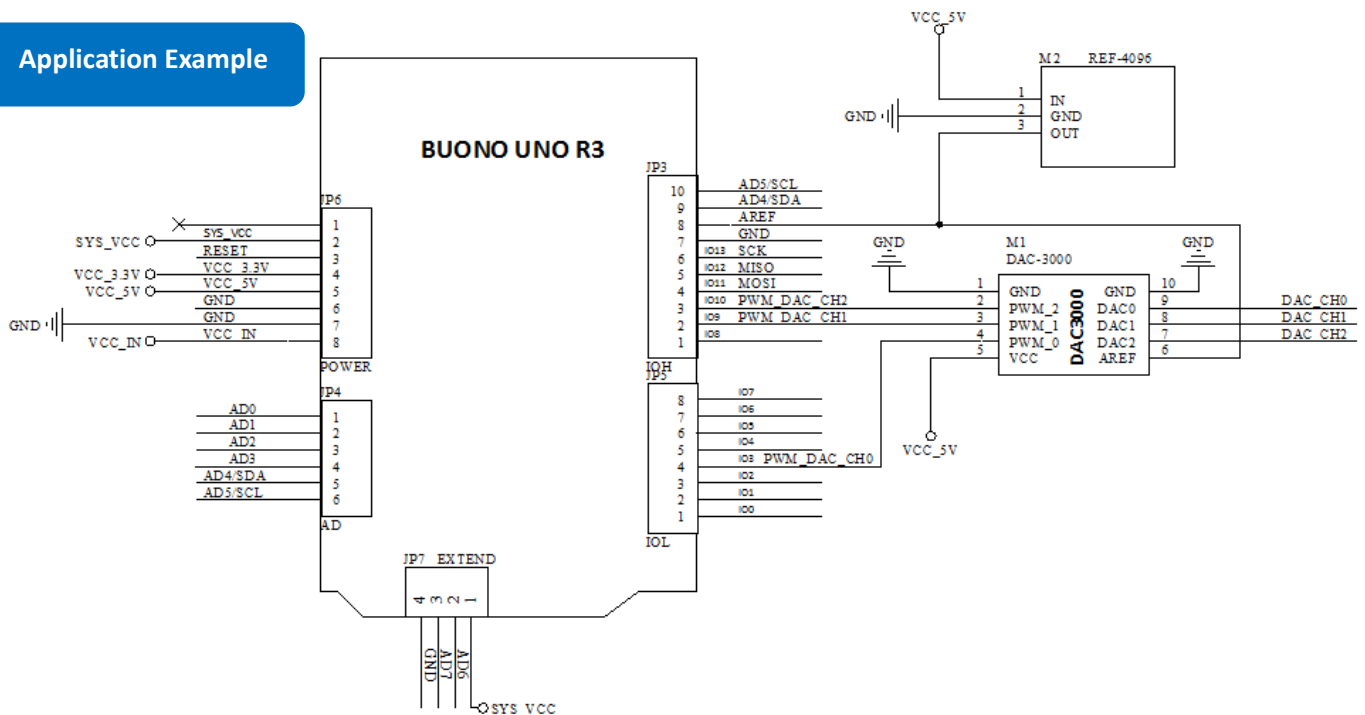 Application Example
BUONO UNO R3
VCC_5V
M2 REF-4096
1 IN
GND 2 GND
3 OUT
JP6
1
SYS_VCC SYS_VCC 2
RESET 3
VCC_3.3V VCC_3.3V 4
VCC_5V VCC_5V 5
GND 6
GND GND 7
VCC_IN VCC_IN 8
POWER
JP4
AD0 1
AD1 2
AD2 3
AD3 4
AD4/SDA 5
AD5/SCL 6
AD
JP3
10 AD5/SCL
9 AD4/SDA
8 AREF
7 GND
6 IO13 SCK
5 IO12 MISO
4 IO11 MOSI
3 IO10 PWM_DAC_CH2
2 IO9 PWM_DAC_CH1
1 IO8
IOH
JP5
8 IO7
7 IO6
6 IO5
5 IO4
4 IO3 PWM_DAC_CH0
3 IO2
2 IO1
1 IO0
IOL
GND M1 GND
DAC-3000
DAC3000
1 GND GND 10
2 PWM_2 DAC0 9 DAC_CH0
3 PWM_1 DAC1 8 DAC_CH1
4 PWM_0 DAC2 7 DAC_CH2
5 VCC AREF 6
VCC_5V
JP7 EXTEND
4 3 2 1
GND AD7 AD6
SYS_VCC